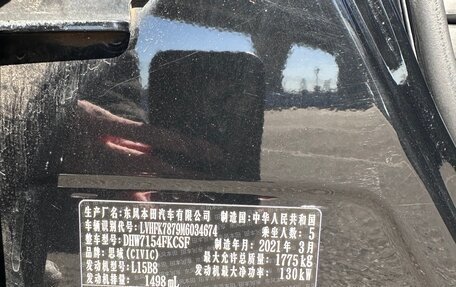 生产厂名：东风本田汽车有限公司 制造国：中华人民共和国
车辆识别代号：LVHFK7879M6034674 乘坐人数：5
整车型号：DHW7154FKCSF 制造年月：2021年3月
品牌：思域(CIVIC) 最大允许总质量：1775kg
发动机型号：L15B8 发动机最大净功率：130kW
发动机排量：1498mL